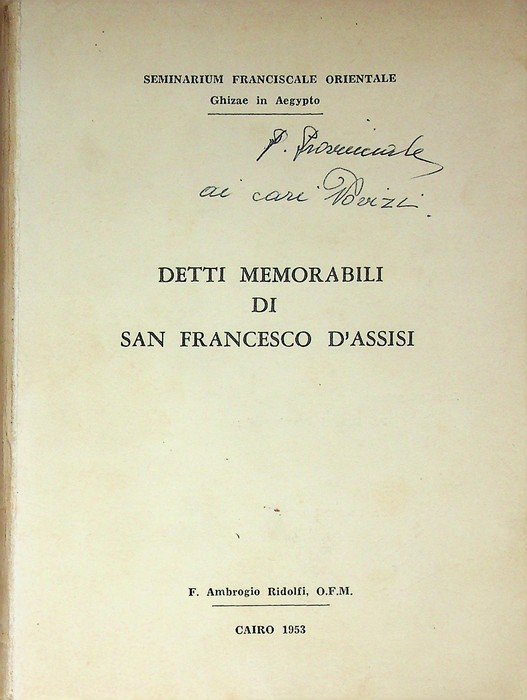 SEMINARIUM FRANCISCALE ORIENTALE
Ghizae in Aegypto
P. Provinciale
ai cari Novizi.
DETTI MEMORABILI
DI
SAN FRANCESCO D'ASSISI
F. Ambrogio Ridolfi, O.F.M.
CAIRO 1953